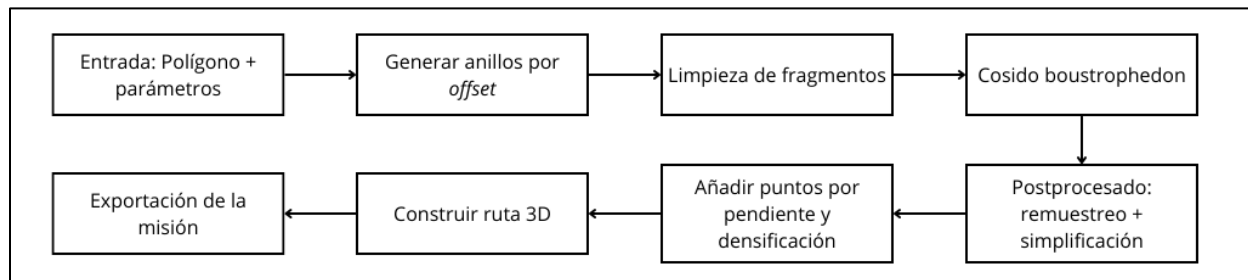 Entrada: Polígono +
parámetros
Generar anillos por
offset
Limpieza de fragmentos
Cosido boustrophedon
Postprocesado:
remuestreo +
simplificación
Añadir puntos por
pendiente y
densificación
Construir ruta 3D
Exportación de la
misión